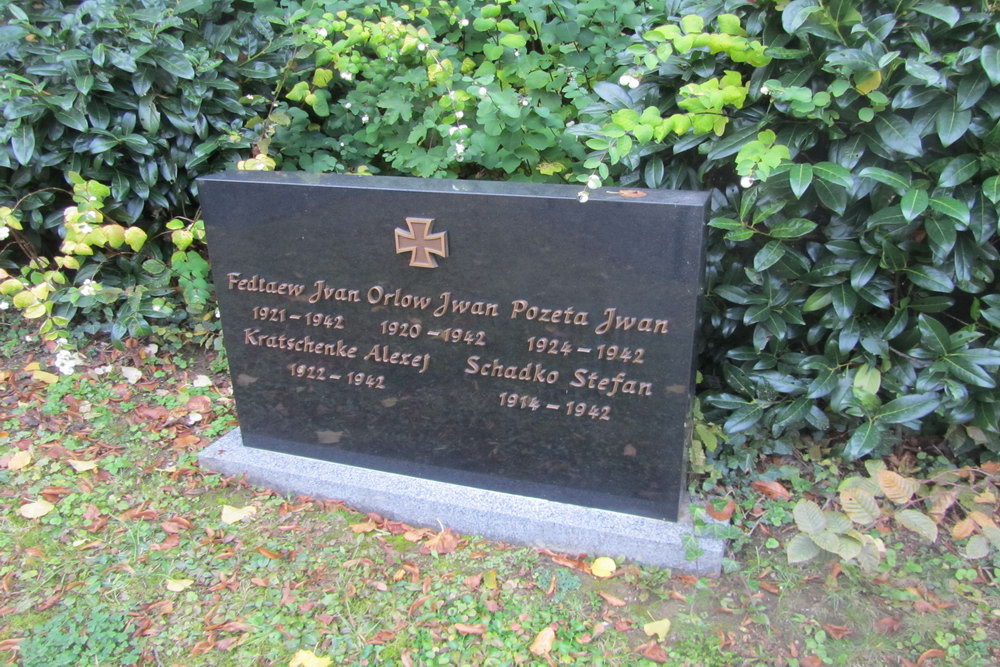 Fedtaew Jvan Orlow Jwan Pozeta Jwan
1921 – 1942 1920 – 1942 1924 – 1942
Kratschenke Alexej Schadko Stefan
1822 – 1942 1914 – 1942